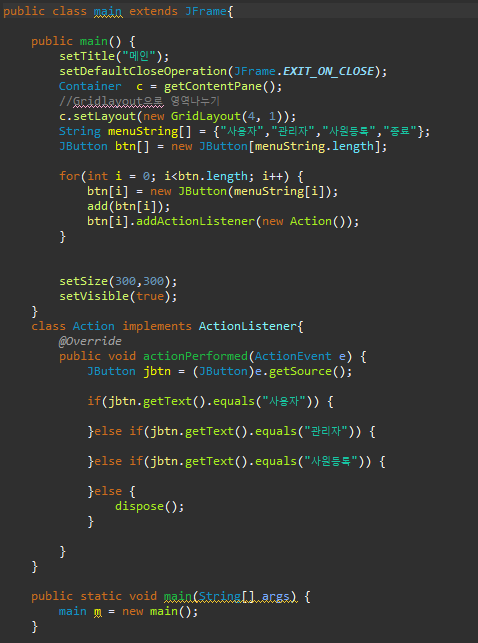 public class main extends JFrame{
public main() {
setTitle("메인");
setDefaultCloseOperation(JFrame.EXIT_ON_CLOSE);
Container  c = getContentPane();
//Gridlayout으로 영역나누기
c.setLayout(new GridLayout(4, 1));
String menuString[] = {"사용자","관리자","사원등록","종료"};
JButton btn[] = new JButton[menuString.length];
for(int i = 0; i<btn.length; i++) {
btn[i] = new JButton(menuString[i]);
add(btn[i]);
btn[i].addActionListener(new Action());
}
setSize(300,300);
setVisible(true);
}
class Action implements ActionListener{
@Override
public void actionPerformed(ActionEvent e) {
JButton jbtn = (JButton)e.getSource();
if(jbtn.getText().equals("사용자")) {
}else if(jbtn.getText().equals("관리자")) {
}else if(jbtn.getText().equals("사원등록")) {
}else {
dispose();
}
}
}
public static void main(String[] args) {
main m = new main();
}